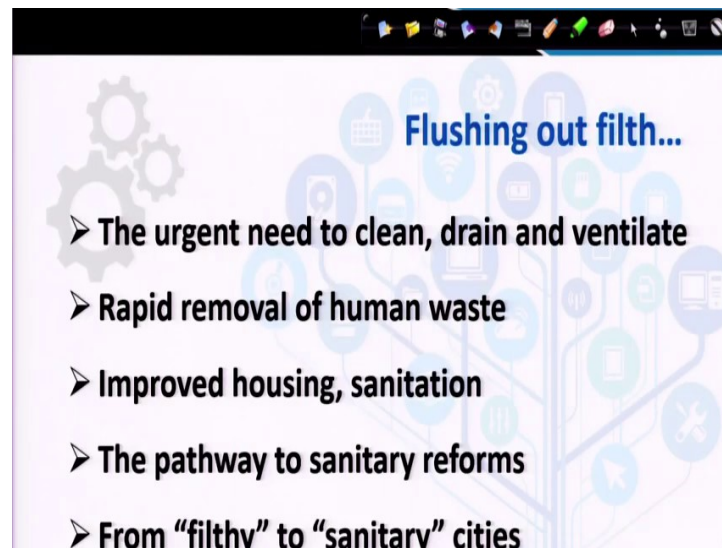 Flushing out filth...
➢ The urgent need to clean, drain and ventilate
➢ Rapid removal of human waste
➢ Improved housing, sanitation
➢ The pathway to sanitary reforms
➢ From “filthy” to “sanitary” cities